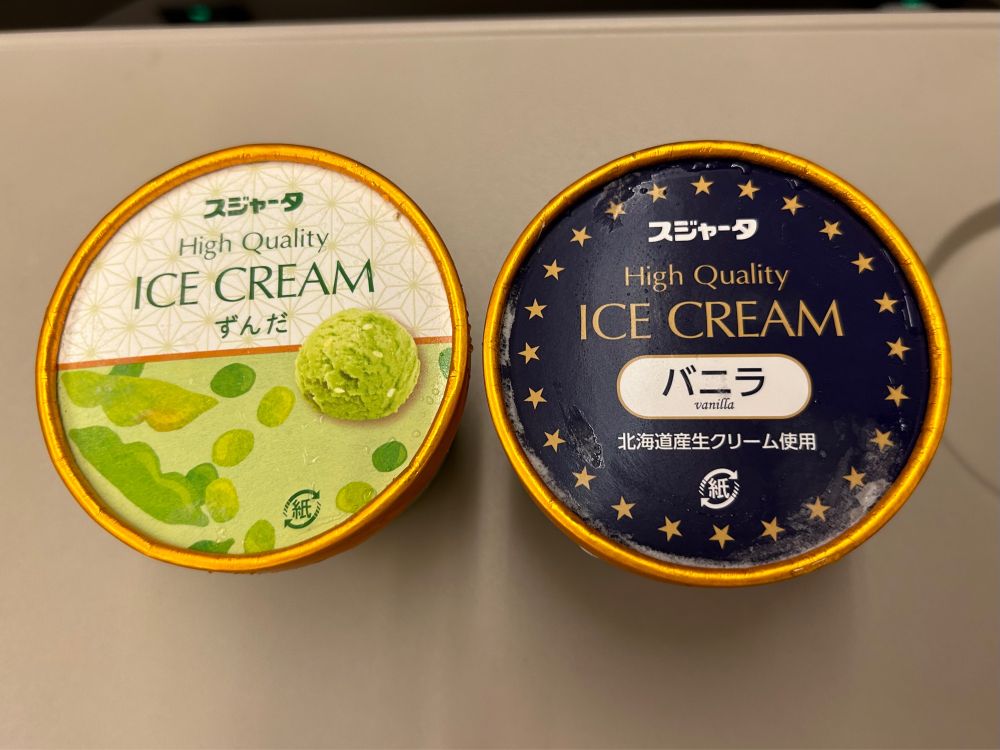 スジャータ
High Quality
ICE CREAM
ずんだ
紙
スジャータ
High Quality
ICE CREAM
バニラ
vanilla
北海道産生クリーム使用
紙